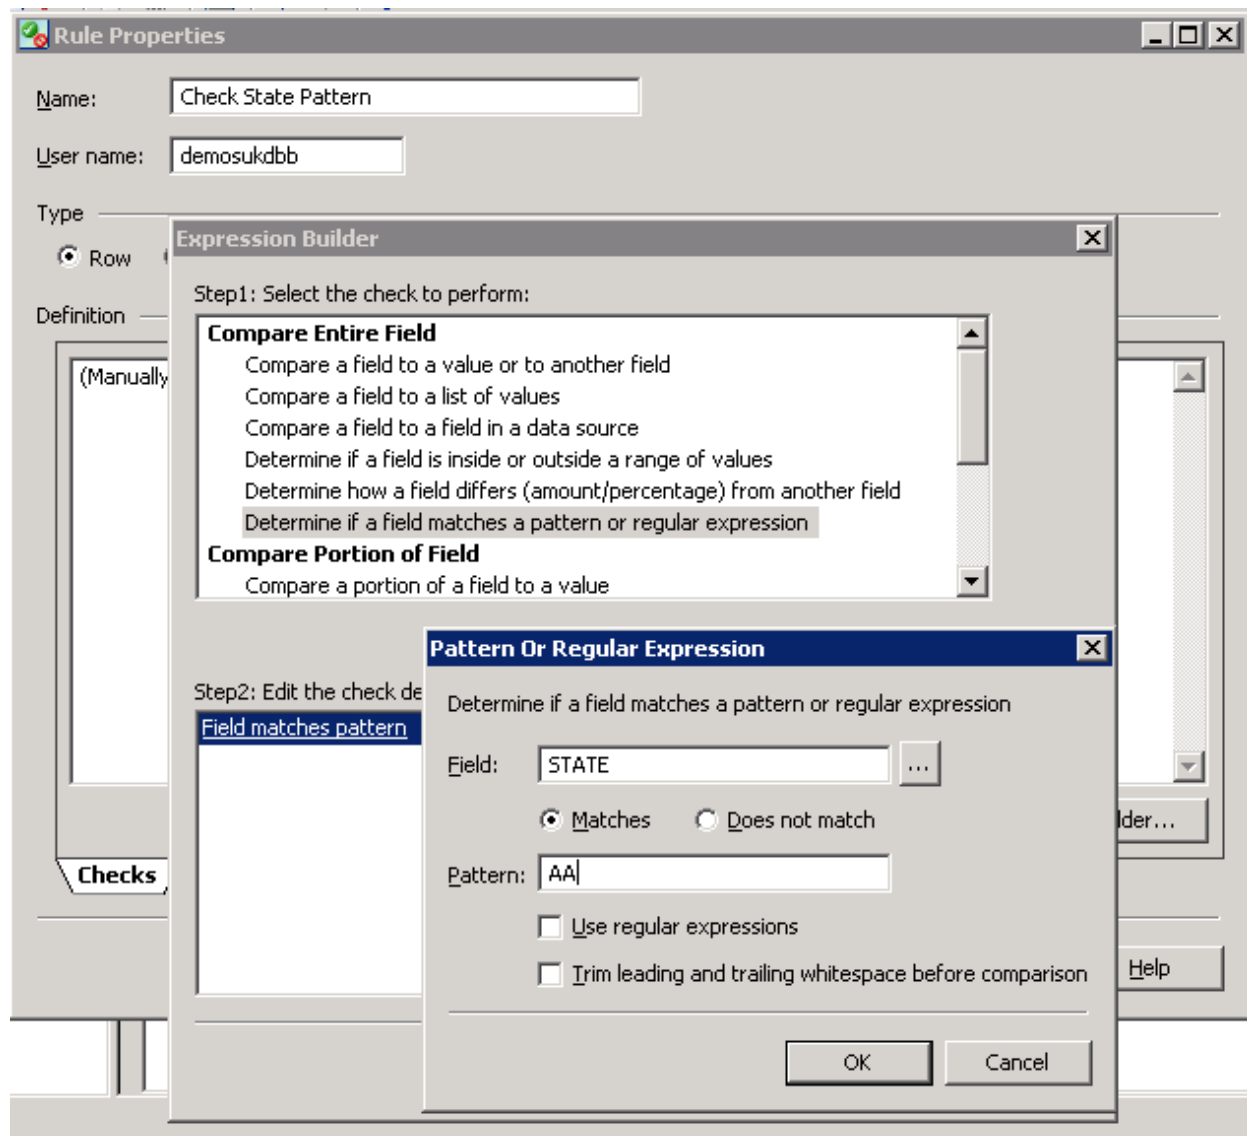 Rule Properties
Name: Check State Pattern
User name: demosukdbb
Type
Row
Expression Builder
Step1: Select the check to perform:
Definition
Compare Entire Field
Compare a field to a value or to another field
(Manually
Compare a field to a list of values
Compare a field to a field in a data source
Determine if a field is inside or outside a range of values
Determine how a field differs (amount/percentage) from another field
Determine if a field matches a pattern or regular expression
Compare Portion of Field
Compare a portion of a field to a value
Pattern Or Regular Expression
Step2: Edit the check de
Determine if a field matches a pattern or regular expression
Field matches pattern
Field: STATE ...
Matches Does not match
lder...
Checks
Pattern: AA
Use regular expressions
Trim leading and trailing whitespace before comparison
Help
OK Cancel